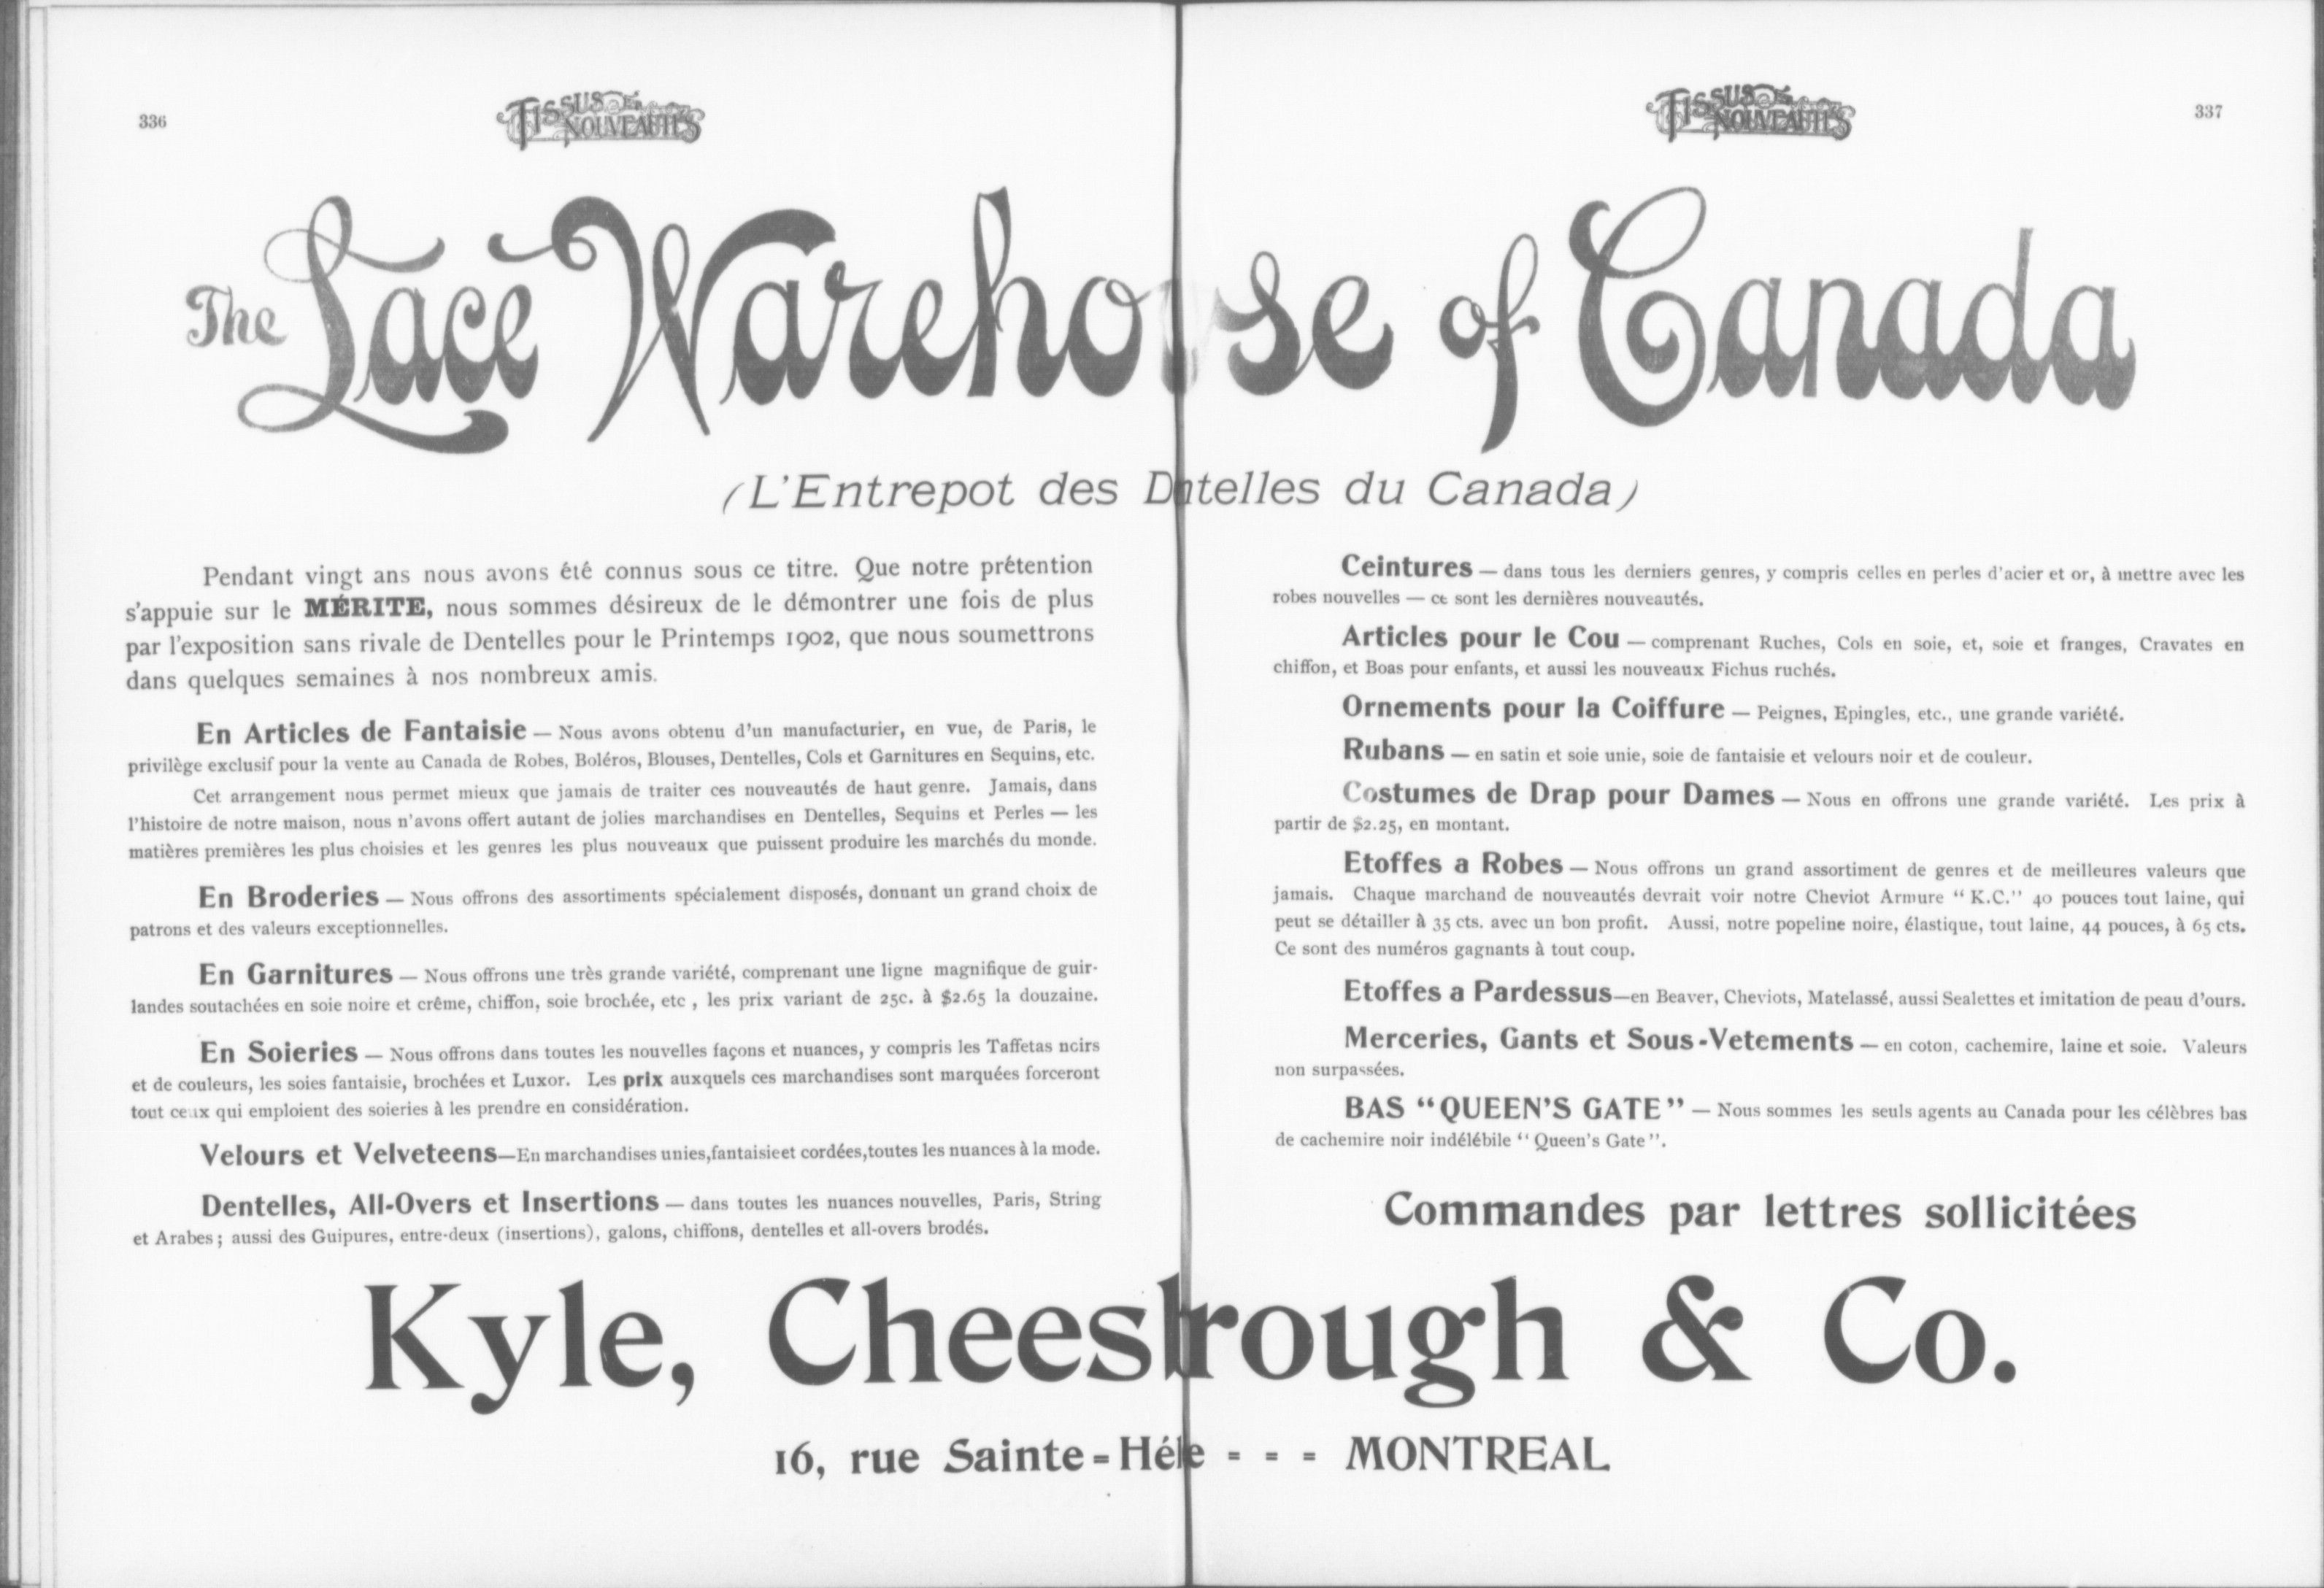 336
TISSUS ET NOUVEAUTÉS
TISSUS ET NOUVEAUTÉS
337
The Lace Warehouse of Canada
(L'Entrepot des Dntelles du Canada)
Pendant vingt ans nous avons été connus sous ce titre. Que notre prétention
s'appuie sur le MÉRITE, nous sommes désireux de le démontrer une fois de plus
par l'exposition sans rivale de Dentelles pour le Printemps 1902, que nous soumettrons
dans quelques semaines à nos nombreux amis.
En Articles de Fantaisie — Nous avons obtenu d'un manufacturier, en vue, de Paris, le
privilège exclusif pour la vente au Canada de Robes, Boléros, Blouses, Dentelles, Cols et Garnitures en Sequins, etc.
Cet arrangement nous permet mieux que jamais de traiter ces nouveautés de haut genre. Jamais, dans
l'histoire de notre maison, nous n'avons offert autant de jolies marchandises en Dentelles, Sequins et Perles — les
matières premières les plus choisies et les genres les plus nouveaux que puissent produire les marchés du monde.
En Broderies — Nous offrons des assortiments spécialement disposés, donnant un grand choix de
patrons et des valeurs exceptionnelles.
En Garnitures — Nous offrons une très grande variété, comprenant une ligne magnifique de guir-
landes soutachées en soie noire et crême, chiffon, soie brochée, etc , les prix variant de 25c. à $2.65 la douzaine.
En Soieries — Nous offrons dans toutes les nouvelles façons et nuances, y compris les Taffetas noirs
et de couleurs, les soies fantaisie, brochées et Luxor. Les prix auxquels ces marchandises sont marquées forceront
tout ceux qui emploient des soieries à les prendre en considération.
Velours et Velveteens—En marchandises unies,fantaisie et cordées,toutes les nuances à la mode.
Dentelles, All-Overs et Insertions — dans toutes les nuances nouvelles, Paris, String
et Arabes ; aussi des Guipures, entre-deux (insertions), galons, chiffons, dentelles et all-overs brodés.
Ceintures — dans tous les derniers genres, y compris celles en perles d'acier et or, à mettre avec les
robes nouvelles — ce sont les dernières nouveautés.
Articles pour le Cou — comprenant Ruches, Cols en soie, et, soie et franges, Cravates en
chiffon, et Boas pour enfants, et aussi les nouveaux Fichus ruchés.
Ornements pour la Coiffure — Peignes, Epingles, etc., une grande variété.
Rubans — en satin et soie unie, soie de fantaisie et velours noir et de couleur.
Costumes de Drap pour Dames — Nous en offrons une grande variété. Les prix à
partir de $2.25, en montant.
Etoffes a Robes — Nous offrons un grand assortiment de genres et de meilleures valeurs que
jamais. Chaque marchand de nouveautés devrait voir notre Cheviot Armure " K.C." 40 pouces tout laine, qui
peut se détailler à 35 cts. avec un bon profit. Aussi, notre popeline noire, élastique, tout laine, 44 pouces, à 65 cts.
Ce sont des numéros gagnants à tout coup.
Etoffes a Pardessus—en Beaver, Cheviots, Matelassé, aussi Sealettes et imitation de peau d'ours.
Merceries, Gants et Sous-Vetements — en coton, cachemire, laine et soie. Valeurs
non surpassées.
BAS "QUEEN'S GATE" — Nous sommes les seuls agents au Canada pour les célèbres bas
de cachemire noir indélébile "Queen's Gate".
Commandes par lettres sollicitées
Kyle, Cheesbrough & Co.
16, rue Sainte-Héle - - - MONTREAL